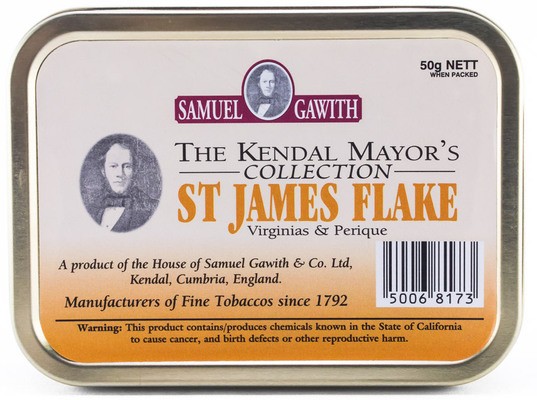 50g NETT
WHEN PACKED
SAMUEL GAWITH
THE KENDAL MAYOR'S
COLLECTION
ST JAMES FLAKE
Virginias & Perique
A product of the House of Samuel Gawith & Co. Ltd,
Kendal, Cumbria, England.
Manufacturers of Fine Tobaccos since 1792
5006 8173
Warning: This product contains/produces chemicals known in the State of California
to cause cancer, and birth defects or other reproductive harm.